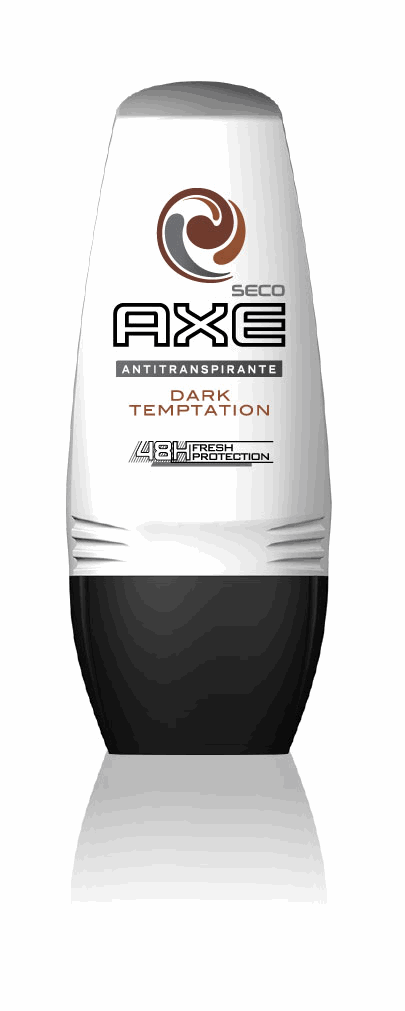 SECO
AXE
ANTITRANSPIRANTE
DARK
TEMPTATION
48H FRESH
PROTECTION